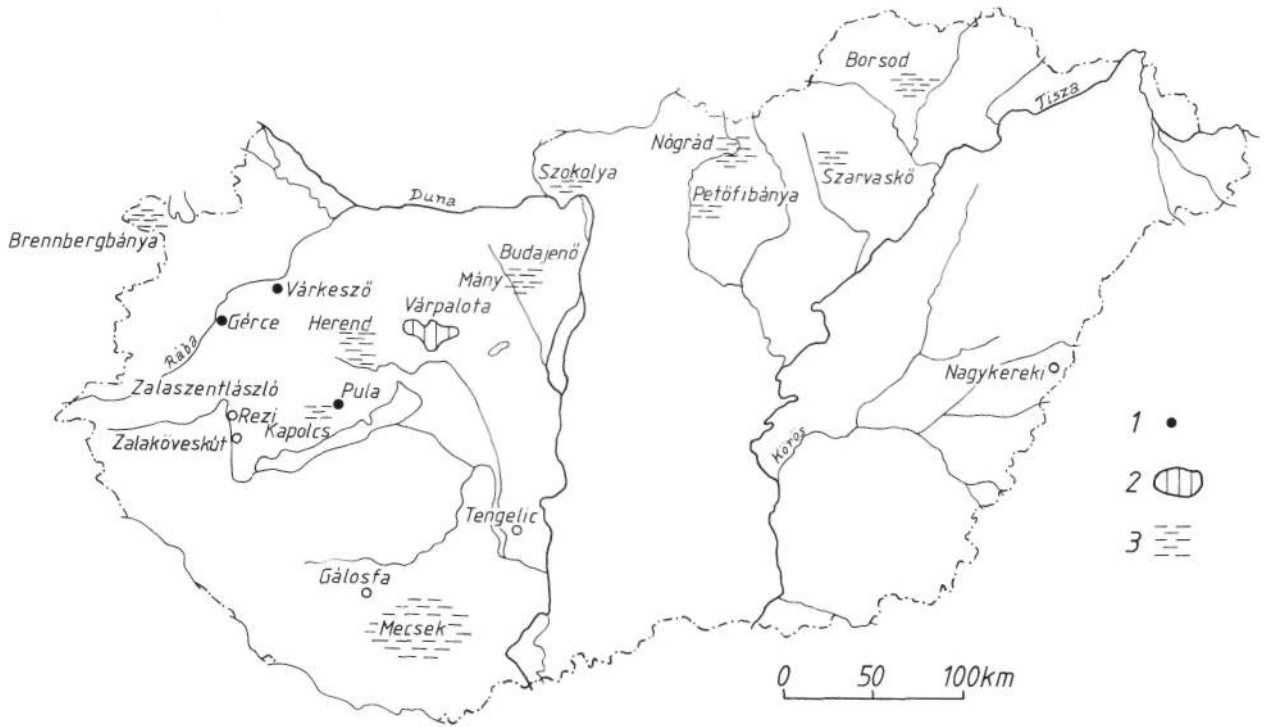 Borsod
Tisza
Nógrád
Szarvaskő
Szokolya
Petőfibánya
Duna
Brennbergbánya
Budajenő
Mány
Várkesző
Várpalota
Gérce
Herend
Rába
Nagykereki
Zalaszentlászló
Pula
Rezi
Kapolcs
Zalaköveskút
Körös
1
2
3
Tengelic
Gálosfa
Mecsek
0 50 100km